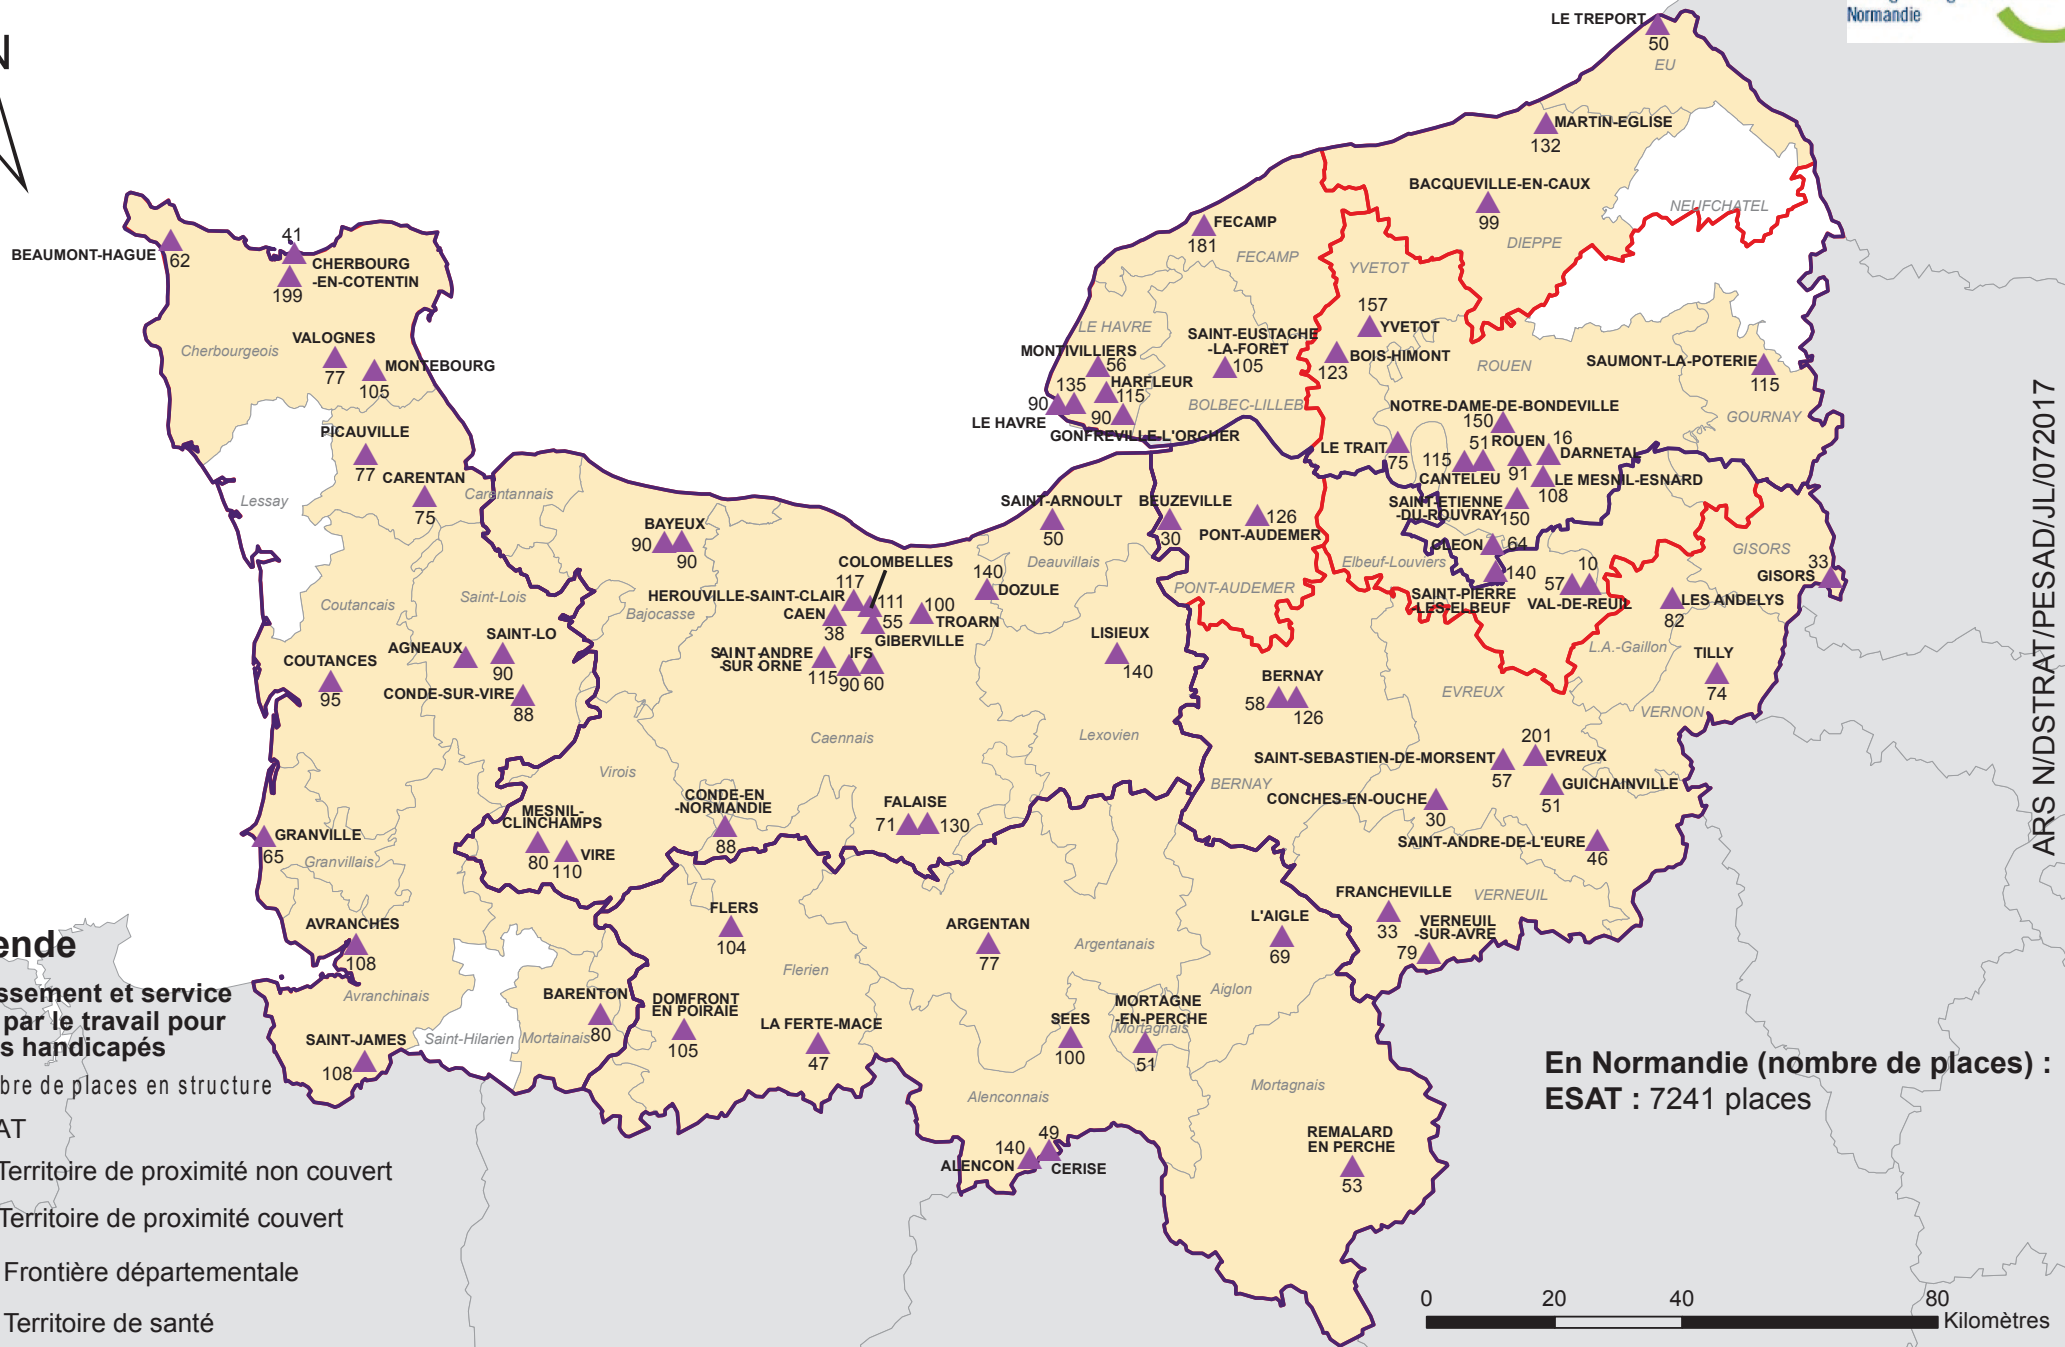 Normandie
N
LE TREPORT
50
EU
MARTIN-EGLISE
132
BACQUEVILLE-EN-CAUX
99
NEUFCHATEL
DIEPPE
FECAMP
181
FECAMP
YVETOT
BEAUMONT-HAGUE
62
41
CHERBOURG
-EN-COTENTIN
199
VALOGNES
77
MONTEBOURG
105
Cherbourgeois
157
YVETOT
BOIS-HIMONT
123
ROUEN
LE HAVRE
MONTIVILLIERS
56
SAINT-EUSTACHE
-LA-FORET
105
HARFLEUR
115
135
90
LE HAVRE
90
GONFREVILLE-L'ORCHER
BOLBEC-LILLEB
SAUMONT-LA-POTERIE
115
GOURNAY
NOTRE-DAME-DE-BONDEVILLE
150
LE TRAIT
75
115
51
CANTELEU
ROUEN
91
16
DARNETAL
LE MESNIL-ESNARD
108
SAINT-ETIENNE
-DU-ROUVRAY
150
CLEON
64
140
SAINT-PIERRE
-LES-ELBEUF
Elbeuf-Louviers
57
10
VAL-DE-REUIL
GISORS
33
GISORS
LES ANDELYS
82
L.A.-Gaillon
TILLY
74
VERNON
PICAUVILLE
77
CARENTAN
75
Carentannais
Lessay
BAYEUX
90
90
Bajocasse
SAINT-ARNOULT
50
Deauvillais
BEUZEVILLE
30
126
PONT-AUDEMER
PONT-AUDEMER
COLOMBELLES
117
HEROUVILLE-SAINT-CLAIR
111
CAEN
38
55
GIBERVILLE
100
TROARN
140
DOZULE
SAINT ANDRE
SUR ORNE
115
IFS
90
60
LISIEUX
140
Coutancais
Saint-Lois
AGNEAUX
SAINT-LO
90
COUTANCES
95
CONDE-SUR-VIRE
88
BERNAY
58
126
EVREUX
Caennais
Lexovien
Virois
BERNAY
SAINT-SEBASTIEN-DE-MORSENT
57
201
EVREUX
GUICHAINVILLE
51
CONCHES-EN-OUCHE
30
SAINT-ANDRE-DE-L'EURE
46
MESNIL-
CLINCHAMPS
80
VIRE
110
CONDE-EN
-NORMANDIE
88
FALAISE
71
130
GRANVILLE
65
Granvillais
FRANCHEVILLE
33
VERNEUIL
VERNEUIL
-SUR-AVRE
79
AVRANCHES
108
FLERS
104
ARGENTAN
77
L'AIGLE
69
Argentanais
Flerien
Aiglon
Avranchinais
SAINT-JAMES
108
Saint-Hilarien
Mortainais
BARENTON
80
DOMFRONT
EN POIRAIE
105
LA FERTE-MACE
47
SEES
100
MORTAGNE
-EN-PERCHE
Mortagnais
51
Mortagnais
Alenconnais
140
ALENCON
49
CERISE
REMALARD
EN PERCHE
53
ende
ssement et service
par le travail pour
s handicapés
bre de places en structure
AT
Territoire de proximité non couvert
Territoire de proximité couvert
Frontière départementale
Territoire de santé
En Normandie (nombre de places) :
ESAT : 7241 places
0 20 40 80
Kilomètres
ARS N/DSTRAT/PESAD/JL/072017